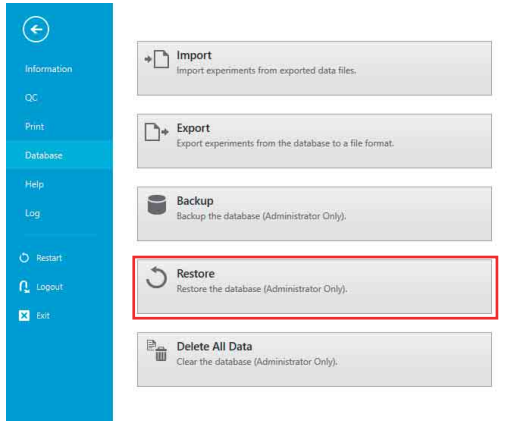 Information
QC
Print
Database
Help
Log
Restart
Logout
Exit
Import
Import experiments from exported data files.
Export
Export experiments from the database to a file format.
Backup
Backup the database (Administrator Only).
Restore
Restore the database (Administrator Only).
Delete All Data
Clear the database (Administrator Only).